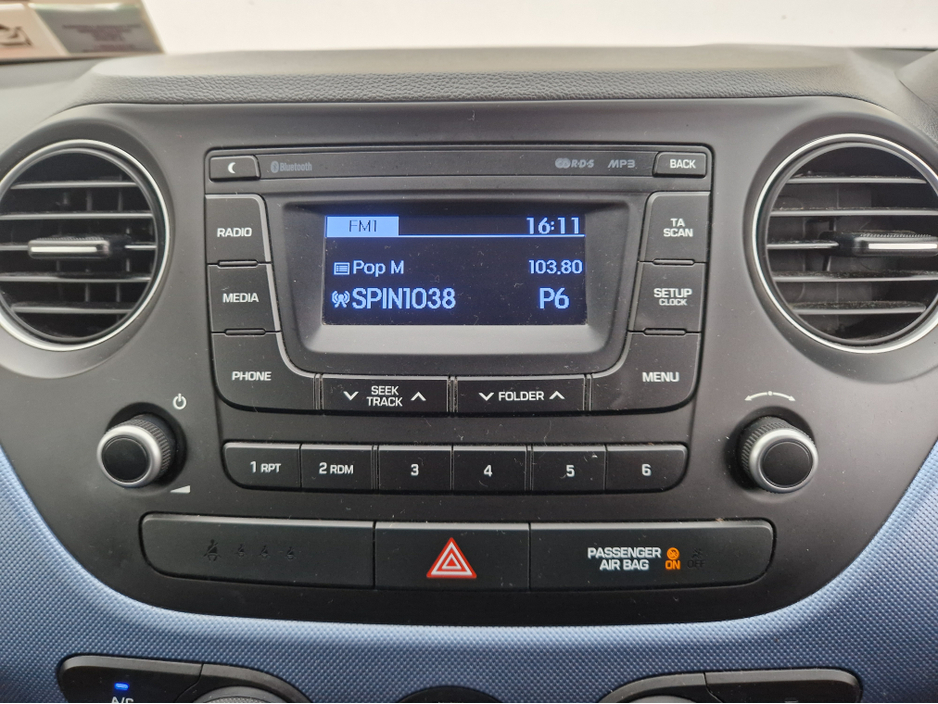 Bluetooth
R·D·S
MP3
BACK
RADIO
FM1
16:11
TA
SCAN
Pop M
103.80
MEDIA
SPIN1038
P6
SETUP
CLOCK
PHONE
SEEK
TRACK
FOLDER
MENU
1 RPT
2 RDM
3
4
5
6
PASSENGER
AIR BAG
ON
OFF
A/C